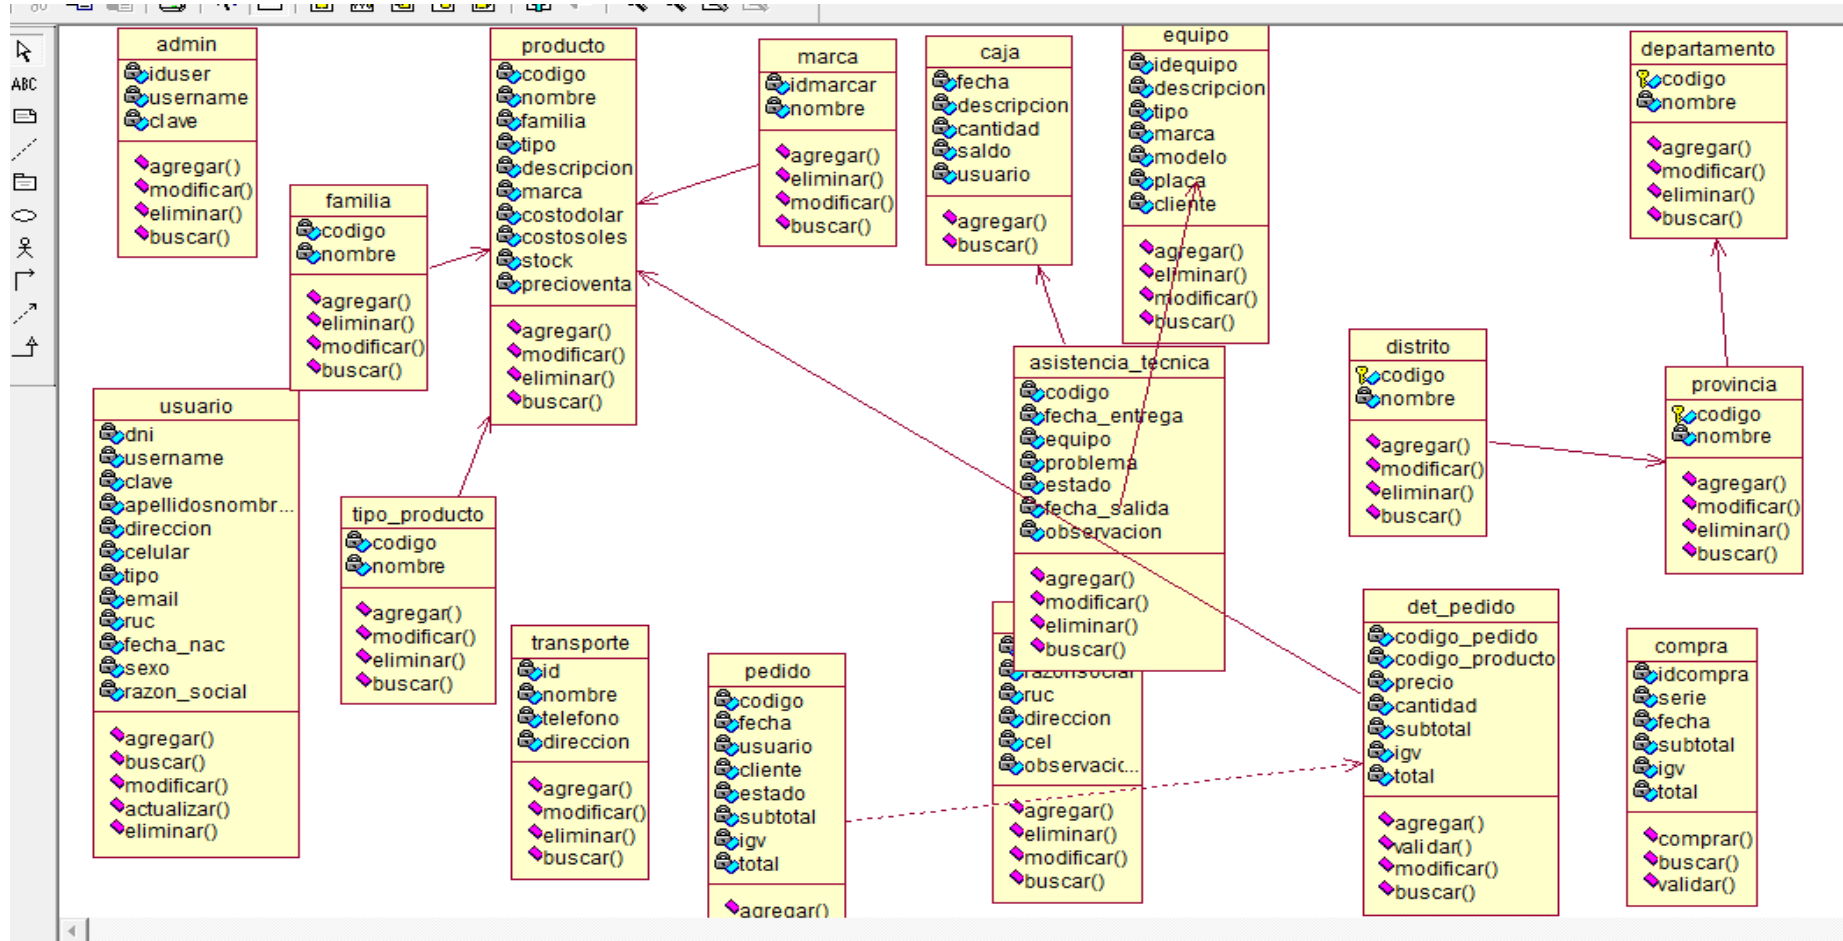 ABC
admin
iduser
username
clave
agregar()
modificar()
eliminar()
buscar()
familia
codigo
nombre
agregar()
eliminar()
modificar()
buscar()
producto
codigo
nombre
familia
tipo
descripcion
marca
costodolar
costosoles
stock
precioventa
agregar()
modificar()
eliminar()
buscar()
marca
idmarcar
nombre
agregar()
eliminar()
modificar()
buscar()
caja
fecha
descripcion
cantidad
saldo
usuario
agregar()
buscar()
equipo
idequipo
descripcion
tipo
marca
modelo
placa
cliente
agregar()
eliminar()
modificar()
buscar()
departamento
codigo
nombre
agregar()
modificar()
eliminar()
buscar()
usuario
dni
username
clave
apellidosnombr...
direccion
celular
tipo
email
ruc
fecha_nac
sexo
razon_social
agregar()
buscar()
modificar()
actualizar()
eliminar()
tipo_producto
codigo
nombre
agregar()
modificar()
eliminar()
buscar()
transporte
id
nombre
telefono
direccion
agregar()
modificar()
eliminar()
buscar()
pedido
codigo
fecha
usuario
cliente
estado
subtotal
igv
total
agregar()
asistencia_tecnica
codigo
fecha_entrega
equipo
problema
estado
fecha_salida
observacion
agregar()
modificar()
eliminar()
buscar()
razonsocial
ruc
direccion
cel
observacic...
agregar()
eliminar()
modificar()
buscar()
distrito
codigo
nombre
agregar()
modificar()
eliminar()
buscar()
provincia
codigo
nombre
agregar()
modificar()
eliminar()
buscar()
det_pedido
codigo_pedido
codigo_producto
precio
cantidad
subtotal
igv
total
agregar()
validar()
modificar()
buscar()
compra
idcompra
serie
fecha
subtotal
igv
total
comprar()
buscar()
validar()